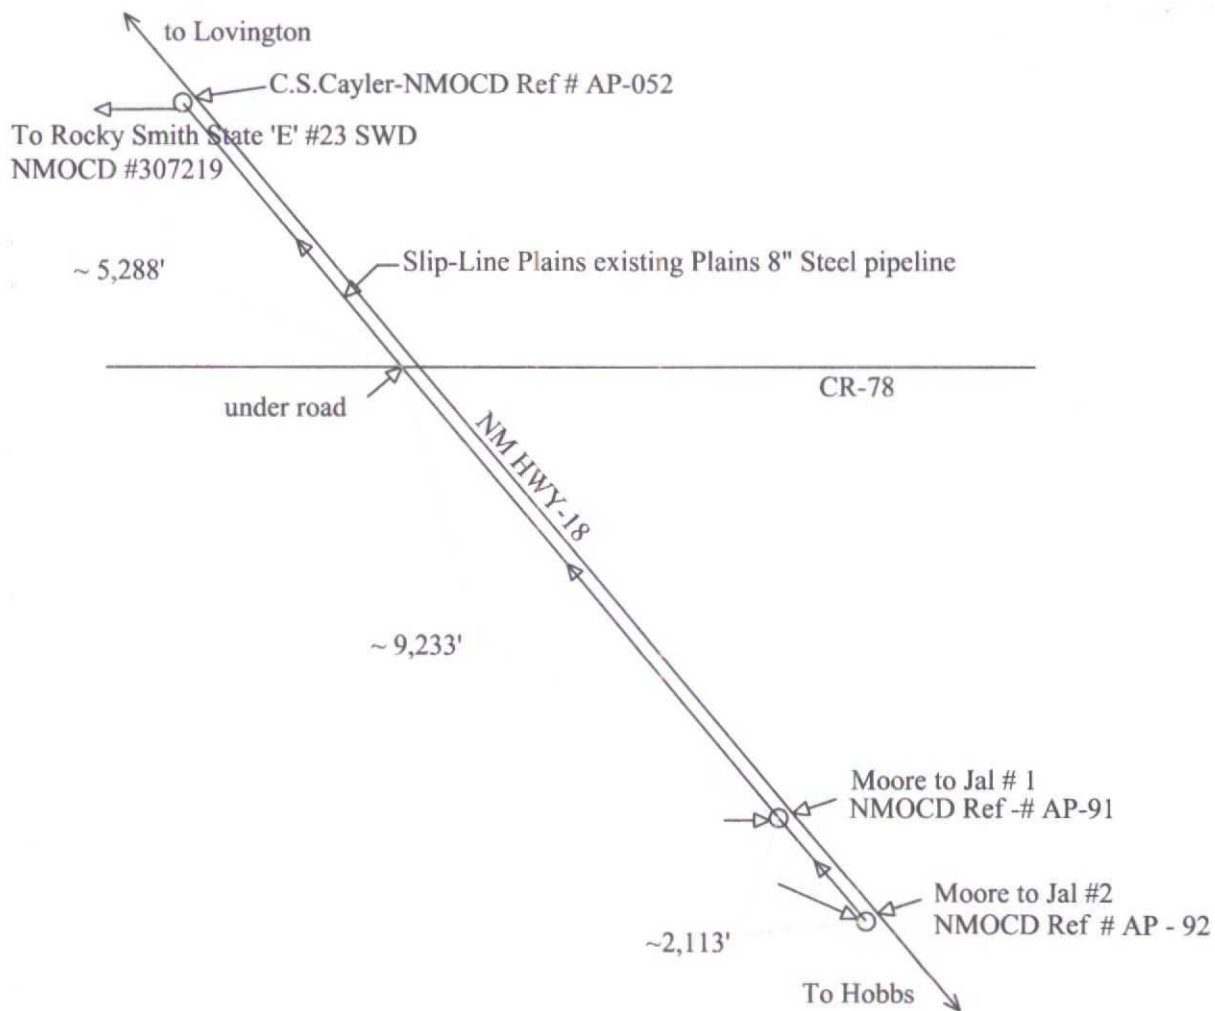 to Lovington
C.S.Cayler-NMOCD Ref # AP-052
To Rocky Smith State 'E' #23 SWD
NMOCD #307219
~ 5,288'
Slip-Line Plains existing Plains 8" Steel pipeline
CR-78
under road
NM HWY-18
~ 9,233'
Moore to Jal # 1
NMOCD Ref -# AP-91
Moore to Jal #2
NMOCD Ref # AP - 92
~2,113'
To Hobbs